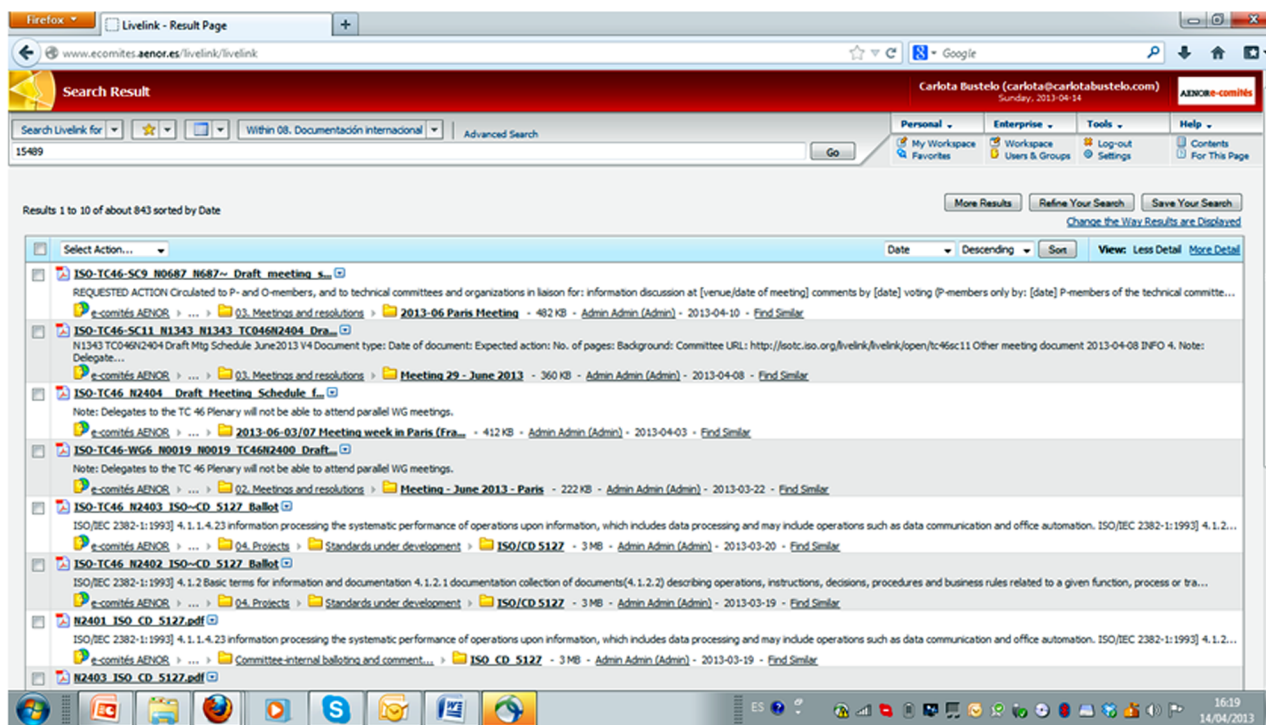 Firefox
Livelink - Result Page
+
www.ecomites.aenor.es/livelink/livelink
Google
Search Result
Carlota Bustelo (carlota@carlotabustelo.com)
Sunday, 2013-04-14
AENORe-comités
Search Livelink for
Within 08. Documentación internacional
Advanced Search
Personal
Enterprise
Tools
Help
15489
Go
My Workspace
Workspace
Log-out
Contents
Favorites
Users & Groups
Settings
For This Page
Results 1 to 10 of about 843 sorted by Date
More Results
Refine Your Search
Save Your Search
Change the Way Results are Displayed
Select Action...
Date
Descending
Sort
View: Less Detail More Detail
ISO-TC46-SC9_N0687_N687~_Draft_meeting_s...
REQUESTED ACTION Circulated to P- and O-members, and to technical committees and organizations in liaison for: information discussion at [venue/date of meeting] comments by [date] voting (P-members only by: [date] P-members of the technical committe...
e-comités AENOR > ... > 03. Meetings and resolutions > 2013-06 Paris Meeting - 482 KB - Admin Admin (Admin) - 2013-04-10 - Find Similar
ISO-TC46-SC11_N1343_N1343_TC046N2404_Dra...
N1343 TC046N2404 Draft Mtg Schedule June2013 V4 Document type: Date of document: Expected action: No. of pages: Background: Committee URL: http://isotc.iso.org/livelink/livelink/open/tc46sc11 Other meeting document 2013-04-08 INFO 4. Note:
Delegate...
e-comités AENOR > ... > 03. Meetings and resolutions > Meeting 29 - June 2013 - 360 KB - Admin Admin (Admin) - 2013-04-08 - Find Similar
ISO-TC46_N2404__Draft_Meeting_Schedule_f...
Note: Delegates to the TC 46 Plenary will not be able to attend parallel WG meetings.
e-comités AENOR > ... > 2013-06-03/07 Meeting week in Paris (Fra... - 412 KB - Admin Admin (Admin) - 2013-04-03 - Find Similar
ISO-TC46-WG6_N0019_N0019_TC46N2400_Draft...
Note: Delegates to the TC 46 Plenary will not be able to attend parallel WG meetings.
e-comités AENOR > ... > 02. Meetings and resolutions > Meeting - June 2013 - Paris - 222 KB - Admin Admin (Admin) - 2013-03-22 - Find Similar
ISO-TC46_N2403_ISO~CD_5127_Ballot
ISO/IEC 2382-1:1993] 4.1.1.4.23 information processing the systematic performance of operations upon information, which includes data processing and may include operations such as data communication and office automation. ISO/IEC 2382-1:1993] 4.1.2...
e-comités AENOR > ... > 04. Projects > Standards under development > ISO/CD 5127 - 3 MB - Admin Admin (Admin) - 2013-03-20 - Find Similar
ISO-TC46_N2402_ISO~CD_5127_Ballot
ISO/IEC 2382-1:1993] 4.1.2 Basic terms for information and documentation 4.1.2.1 documentation collection of documents(4.1.2.2) describing operations, instructions, decisions, procedures and business rules related to a given function, process or tra...
e-comités AENOR > ... > 04. Projects > Standards under development > ISO/CD 5127 - 3 MB - Admin Admin (Admin) - 2013-03-19 - Find Similar
N2401_ISO_CD_5127.pdf
ISO/IEC 2382-1:1993] 4.1.1.4.23 information processing the systematic performance of operations upon information, which includes data processing and may include operations such as data communication and office automation. ISO/IEC 2382-1:1993] 4.1.2...
e-comités AENOR > ... > Committee-internal balloting and comment... > ISO_CD_5127 - 3 MB - Admin Admin (Admin) - 2013-03-19 - Find Similar
N2403_ISO_CD_5127.pdf
ES
16:19
14/04/2013